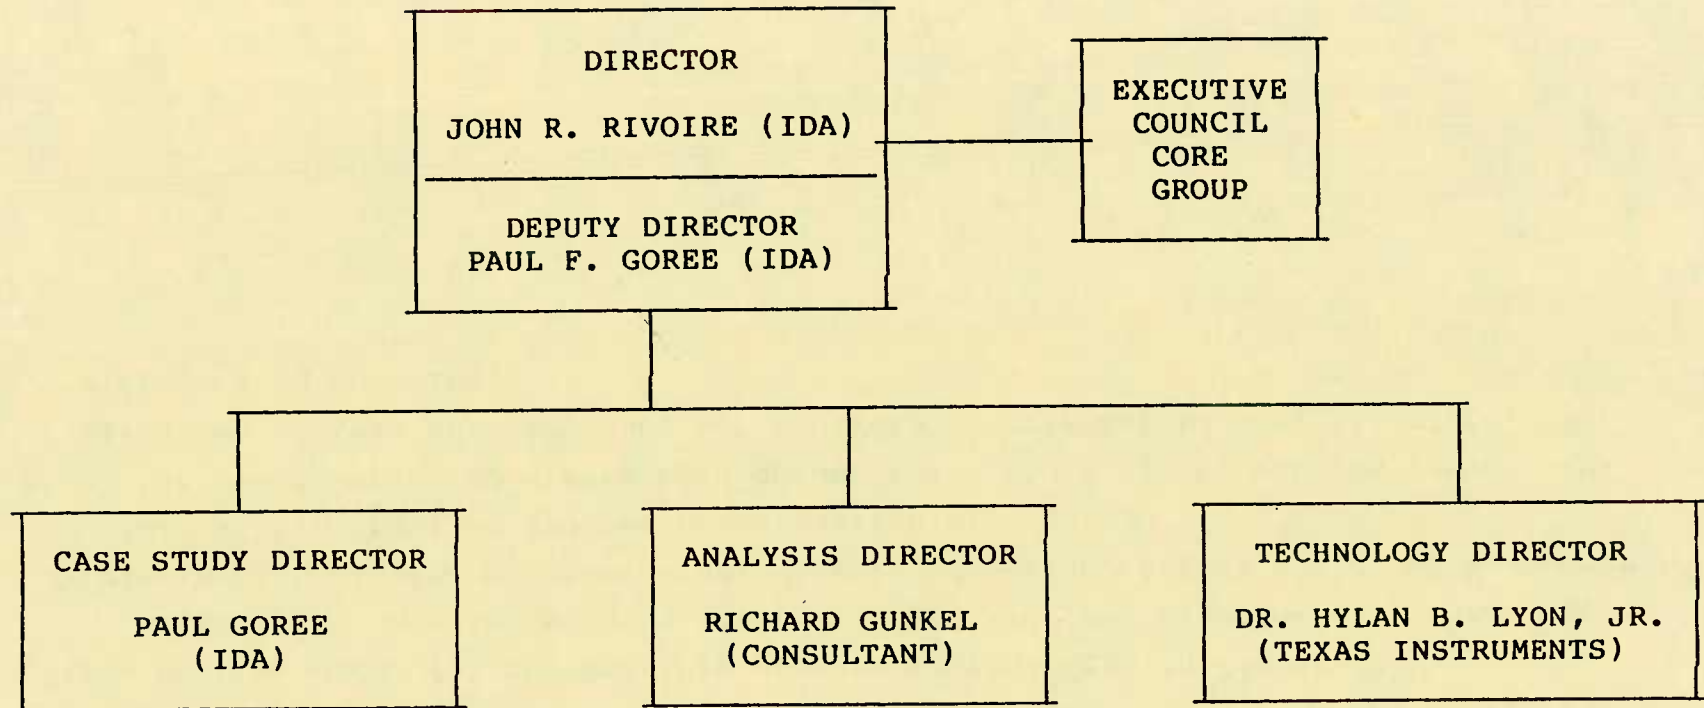 DIRECTOR
JOHN R. RIVOIRE (IDA)
DEPUTY DIRECTOR
PAUL F. GOREE (IDA)
EXECUTIVE
COUNCIL
CORE
GROUP
CASE STUDY DIRECTOR
PAUL GOREE
(IDA)
ANALYSIS DIRECTOR
RICHARD GUNKEL
(CONSULTANT)
TECHNOLOGY DIRECTOR
DR. HYLAN B. LYON, JR.
(TEXAS INSTRUMENTS)